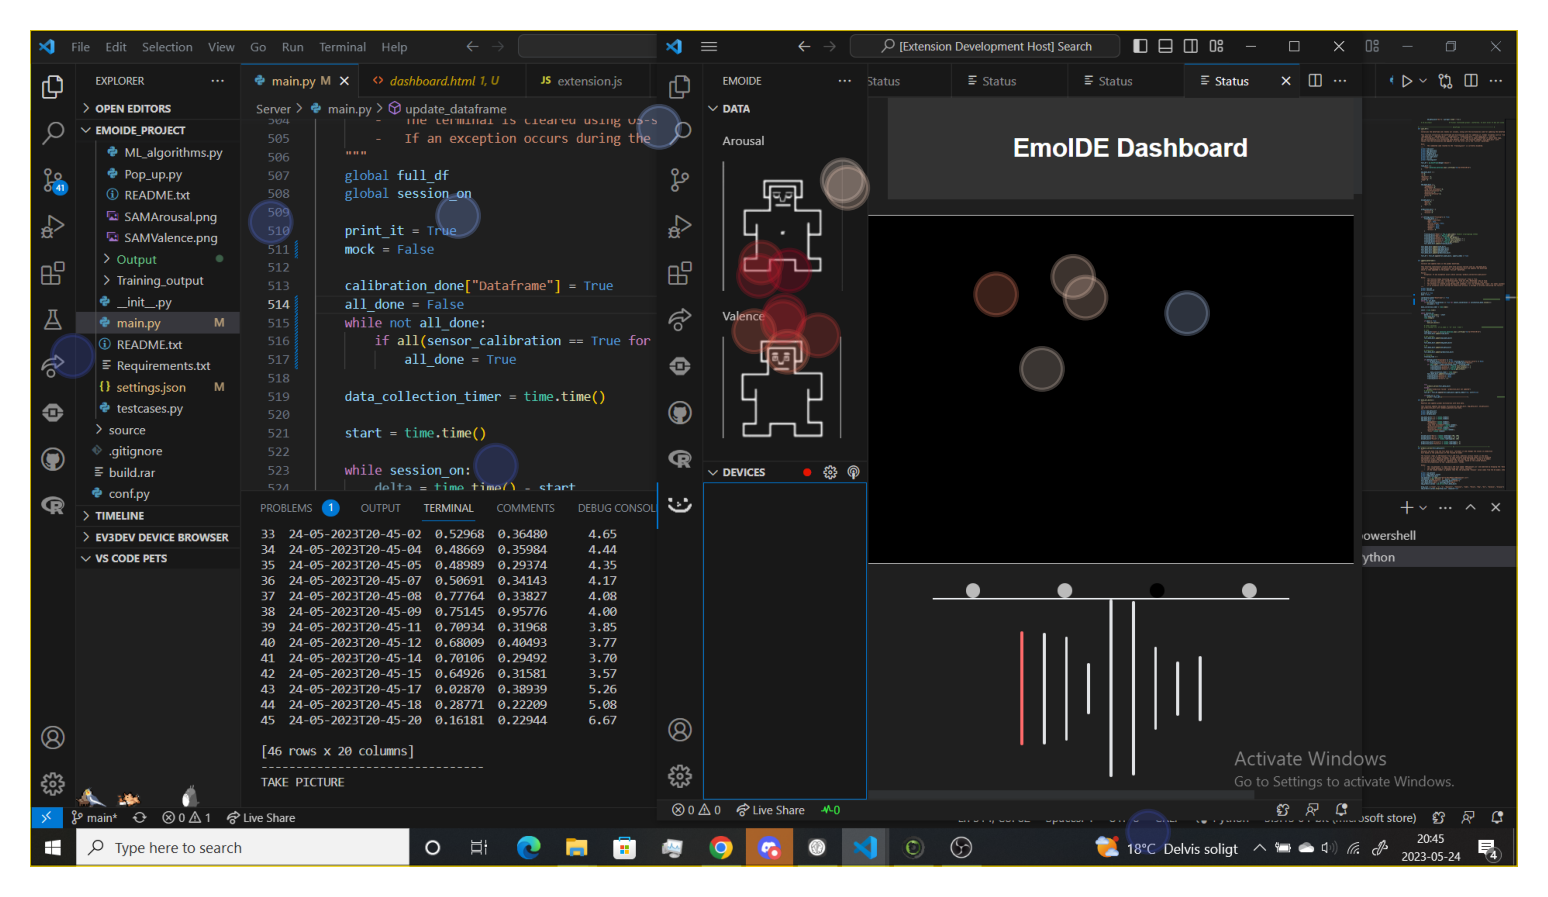 File Edit Selection View Go Run Terminal Help
[Extension Development Host] Search
EXPLORER
main.py M
dashboard.html 1, U
JS extension.js
EMOIDE
Status
Status
Status
Status
OPEN EDITORS
EMOIDE_PROJECT
ML_algorithms.py
Pop_up.py
README.txt
SAMArousal.png
SAMValence.png
Output
Training_output
__init__.py
main.py M
README.txt
Requirements.txt
{} settings.json M
testcases.py
source
.gitignore
build.rar
conf.py
TIMELINE
EV3DEV DEVICE BROWSER
VS CODE PETS
41
Server > main.py > update_dataframe
504 - The terminal is cleared using os-s
505 - If an exception occurs during the
506 """
507 global full_df
508 global session_on
509
510 print_it = True
511 mock = False
512
513 calibration_done["Dataframe"] = True
514 all_done = False
515 while not all_done:
516 if all(sensor_calibration == True for
517 all_done = True
518
519 data_collection_timer = time.time()
520
521 start = time.time()
522
523 while session_on:
524 delta = time.time() - start
PROBLEMS 1 OUTPUT TERMINAL COMMENTS DEBUG CONSOL
33 24-05-2023T20-45-02 0.52968 0.36480 4.65
34 24-05-2023T20-45-04 0.48669 0.35984 4.44
35 24-05-2023T20-45-05 0.48989 0.29374 4.35
36 24-05-2023T20-45-07 0.50691 0.34143 4.17
37 24-05-2023T20-45-08 0.77764 0.33827 4.08
38 24-05-2023T20-45-09 0.75145 0.95776 4.00
39 24-05-2023T20-45-11 0.70934 0.31968 3.85
40 24-05-2023T20-45-12 0.68009 0.40493 3.77
41 24-05-2023T20-45-14 0.70106 0.29492 3.70
42 24-05-2023T20-45-15 0.64926 0.31581 3.57
43 24-05-2023T20-45-17 0.02870 0.38939 5.26
44 24-05-2023T20-45-18 0.28771 0.22209 5.08
45 24-05-2023T20-45-20 0.16181 0.22944 6.67
[46 rows x 20 columns]
-------------------------------
TAKE PICTURE
DATA
Arousal
Valence
DEVICES
EmoIDE Dashboard
owershell
ython
Activate Windows
Go to Settings to activate Windows.
0 0 Live Share 0
main* 0 1 Live Share
soft store)
Type here to search
18°C Delvis soligt
20:45
2023-05-24
4